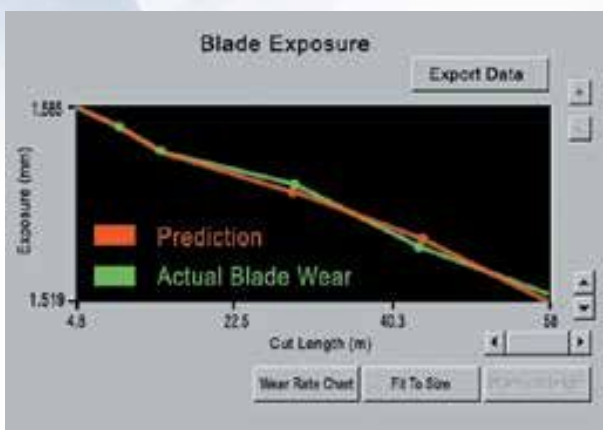 Blade Exposure
Export Data
+
1.585
Exposure (mm)
Prediction
Actual Blade Wear
1.519
4.8 22.5 40.3 58
Cut Length (m)
Wear Rate Chart Fit To Size